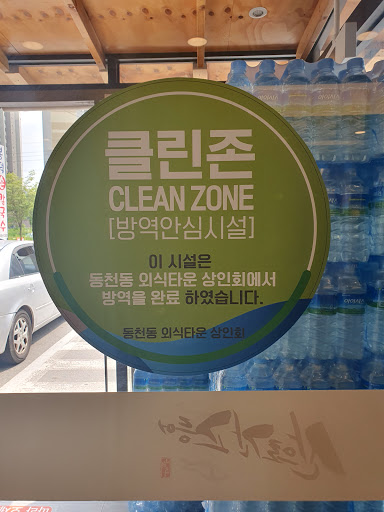 클린존
CLEAN ZONE
[방역안심시설]
이 시설은
동천동 외식타운 상인회에서
방역을 완료 하였습니다.
동천동 외식타운 상인회